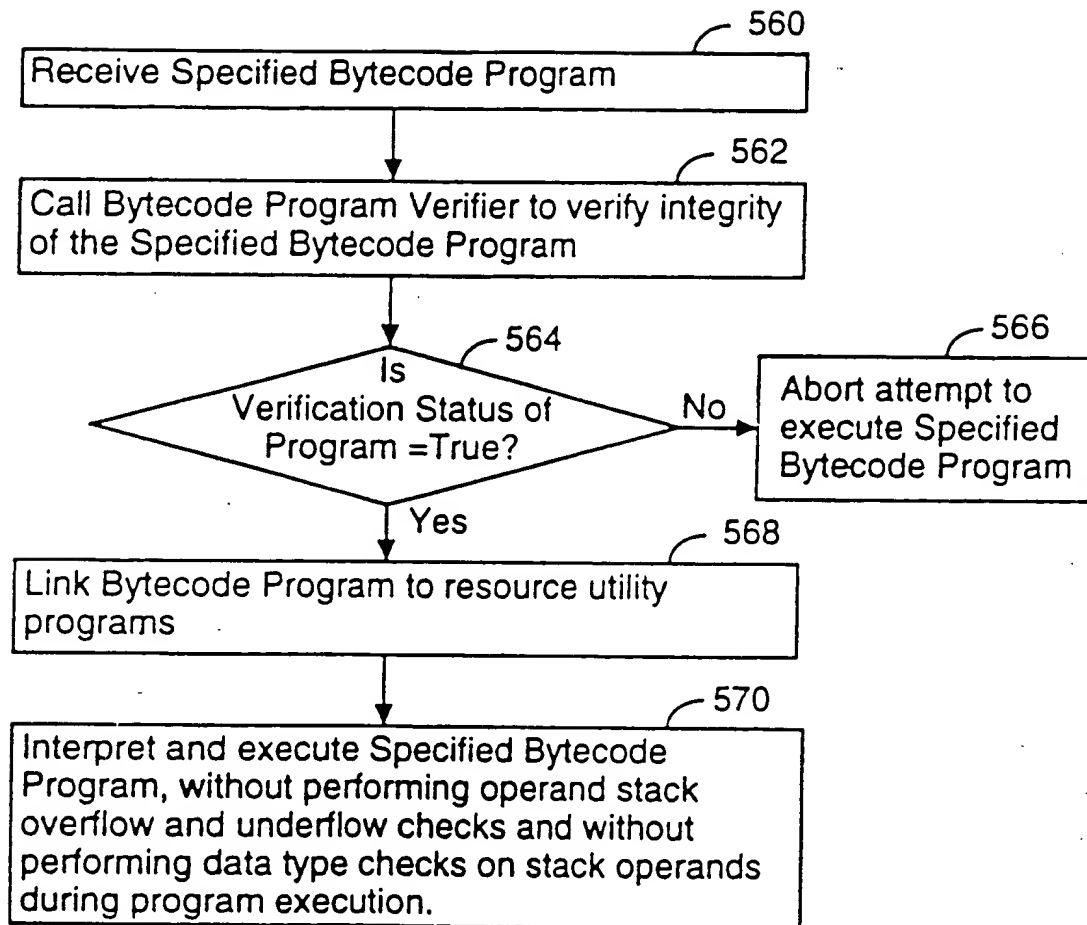 560
Receive Specified Bytecode Program
562
Call Bytecode Program Verifier to verify integrity
of the Specified Bytecode Program
564
Is
Verification Status of
Program =True?
No
566
Abort attempt to
execute Specified
Bytecode Program
Yes
568
Link Bytecode Program to resource utility
programs
570
Interpret and execute Specified Bytecode
Program, without performing operand stack
overflow and underflow checks and without
performing data type checks on stack operands
during program execution.